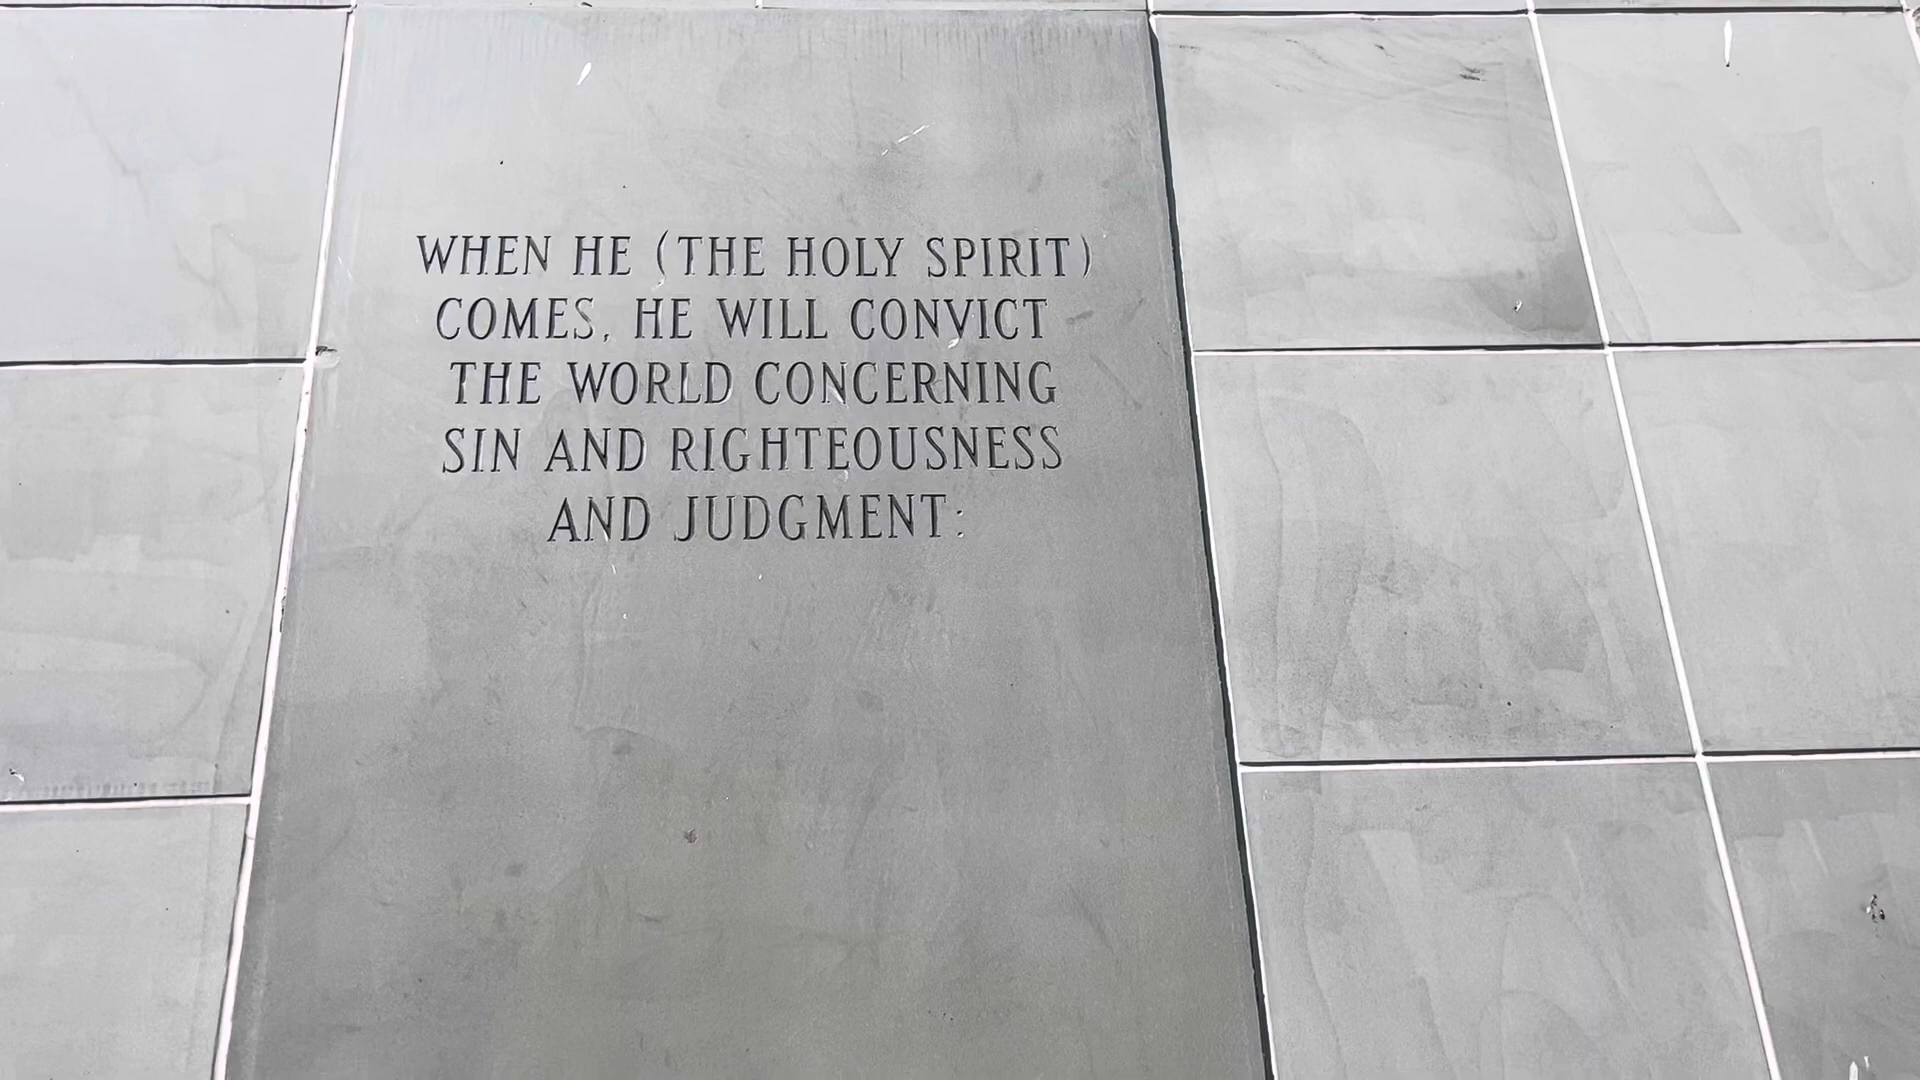 WHEN HE (THE HOLY SPIRIT)
COMES, HE WILL CONVICT
THE WORLD CONCERNING
SIN AND RIGHTEOUSNESS
AND JUDGMENT: